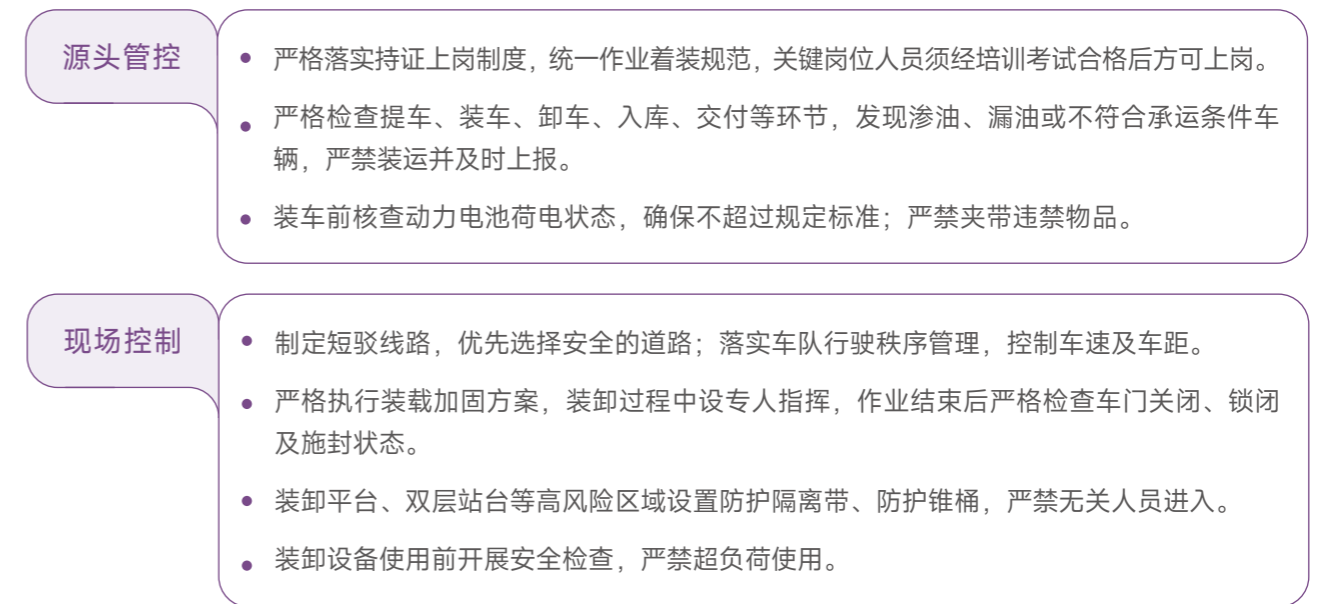 源头管控
严格落实持证上岗制度，统一作业着装规范，关键岗位人员须经培训考试合格后方可上岗。
严格检查提车、装车、卸车、入库、交付等环节，发现渗油、漏油或不符合承运条件车
辆，严禁装运并及时上报。
装车前核查动力电池荷电状态，确保不超过规定标准；严禁夹带违禁物品。
现场控制
制定短驳线路，优先选择安全的道路；落实车队行驶秩序管理，控制车速及车距。
严格执行装载加固方案，装卸过程中设专人指挥，作业结束后严格检查车门关闭、锁闭
及施封状态。
装卸平台、双层站台等高风险区域设置防护隔离带、防护锥桶，严禁无关人员进入。
装卸设备使用前开展安全检查，严禁超负荷使用。